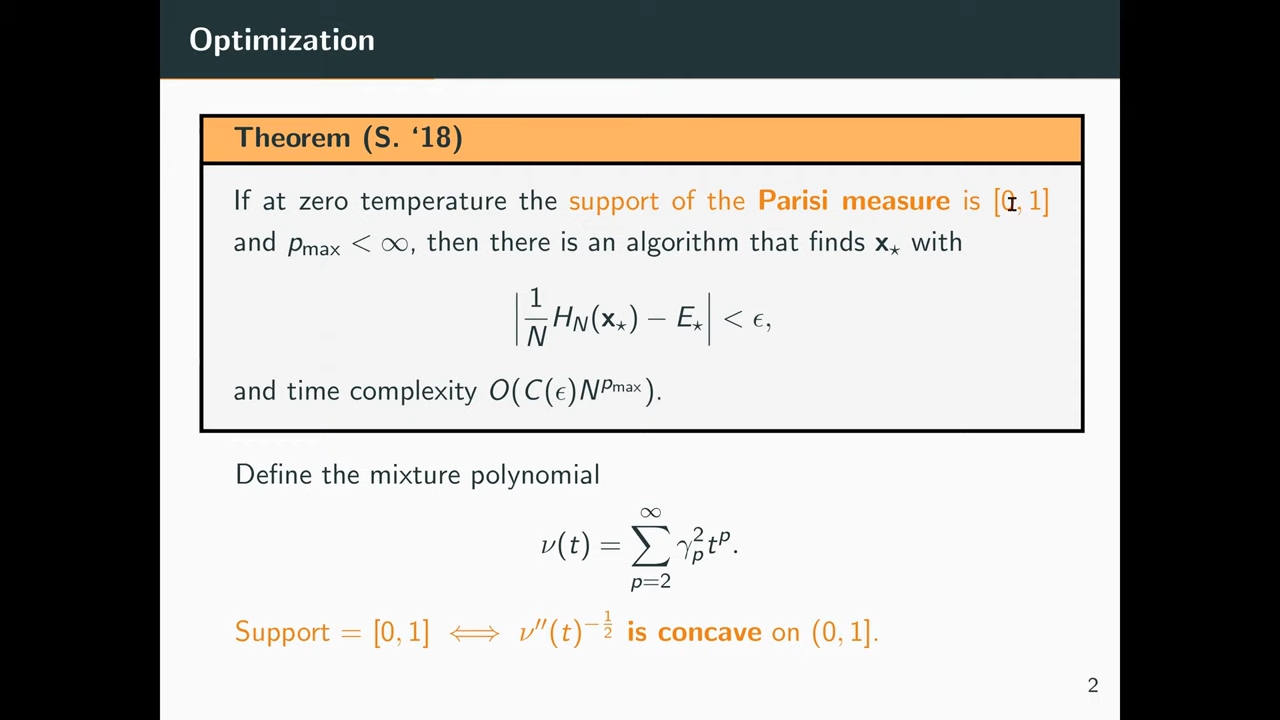 Optimization
Theorem (S. ‘18)
If at zero temperature the support of the Parisi measure is [0, 1]
and p_max < ∞, then there is an algorithm that finds x⋆ with
|1/N H_N(x⋆) − E⋆| < ϵ,
and time complexity O(C(ϵ)N^{p_max}).
Define the mixture polynomial
ν(t) = ∑_{p=2}^{∞} γ_p^2 t^p.
Support = [0, 1] ⟺ ν′′(t)^{−1/2} is concave on (0, 1].
2